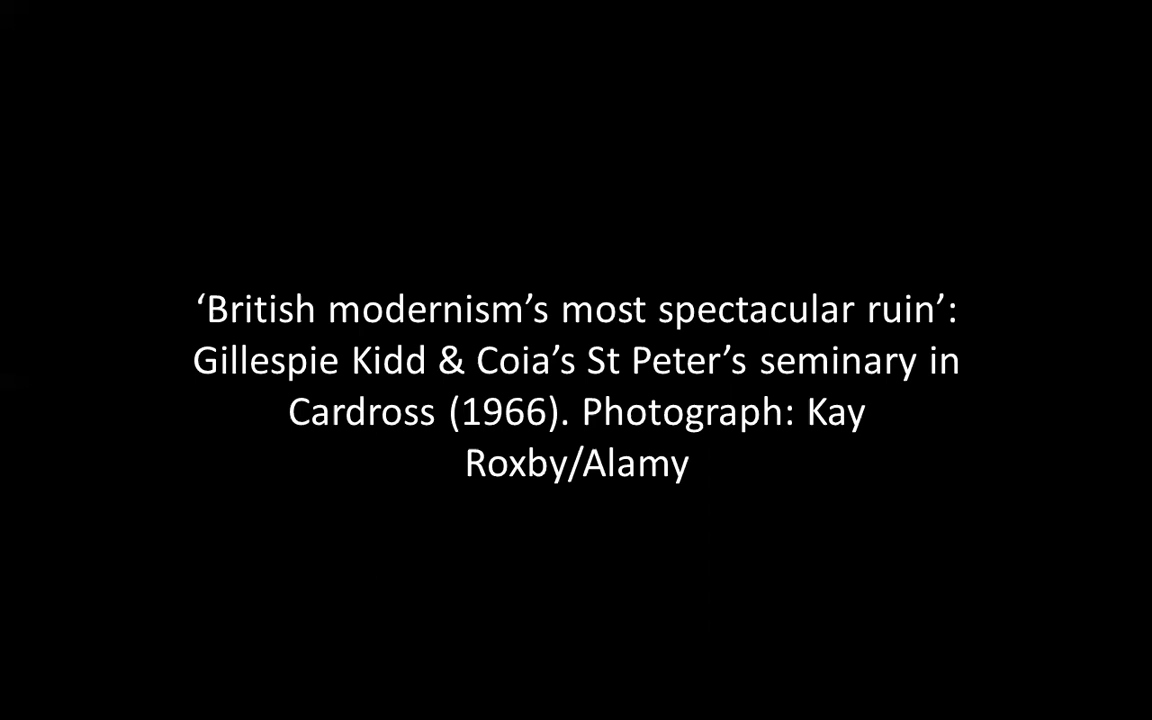 ‘British modernism’s most spectacular ruin’:
Gillespie Kidd & Coia’s St Peter’s seminary in
Cardross (1966). Photograph: Kay
Roxby/Alamy